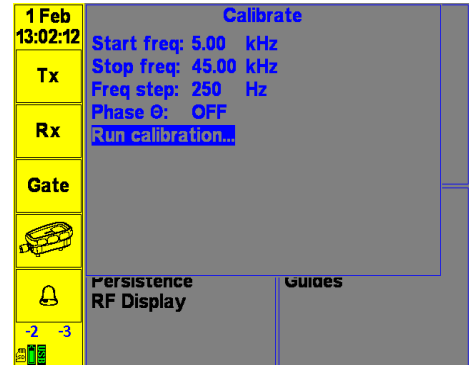 1 Feb
13:02:12
Tx
Rx
Gate
-2 -3
Calibrate
Start freq: 5.00 kHz
Stop freq: 45.00 kHz
Freq step: 250 Hz
Phase Θ: OFF
Run calibration...
Persistence
RF Display
Guides